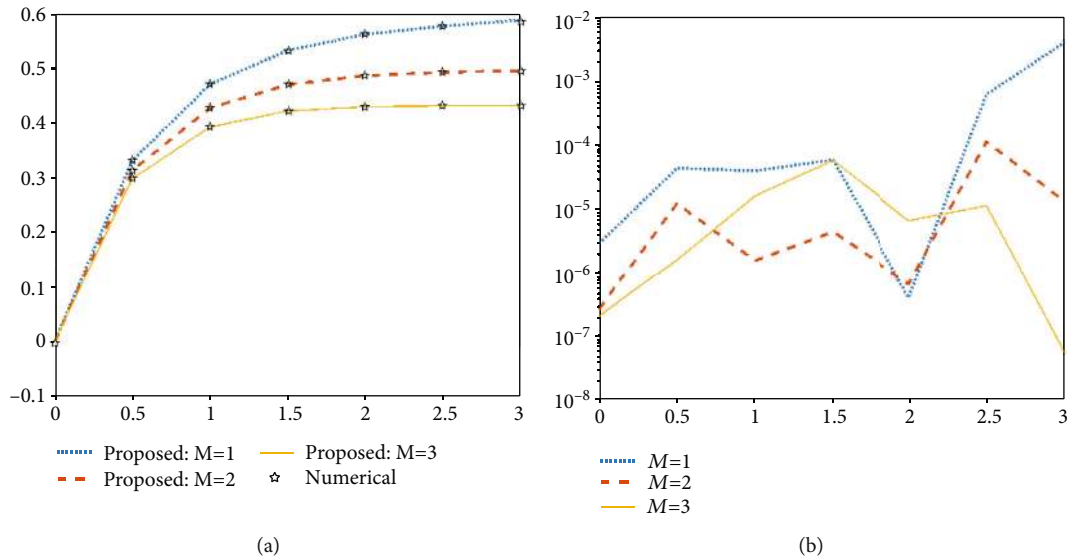 0.6
0.5
0.4
0.3
0.2
0.1
0
−0.1
0 0.5 1 1.5 2 2.5 3
Proposed: M=1
Proposed: M=2
Proposed: M=3
Numerical
(a)
10⁻²
10⁻³
10⁻⁴
10⁻⁵
10⁻⁶
10⁻⁷
10⁻⁸
0 0.5 1 1.5 2 2.5 3
M=1
M=2
M=3
(b)